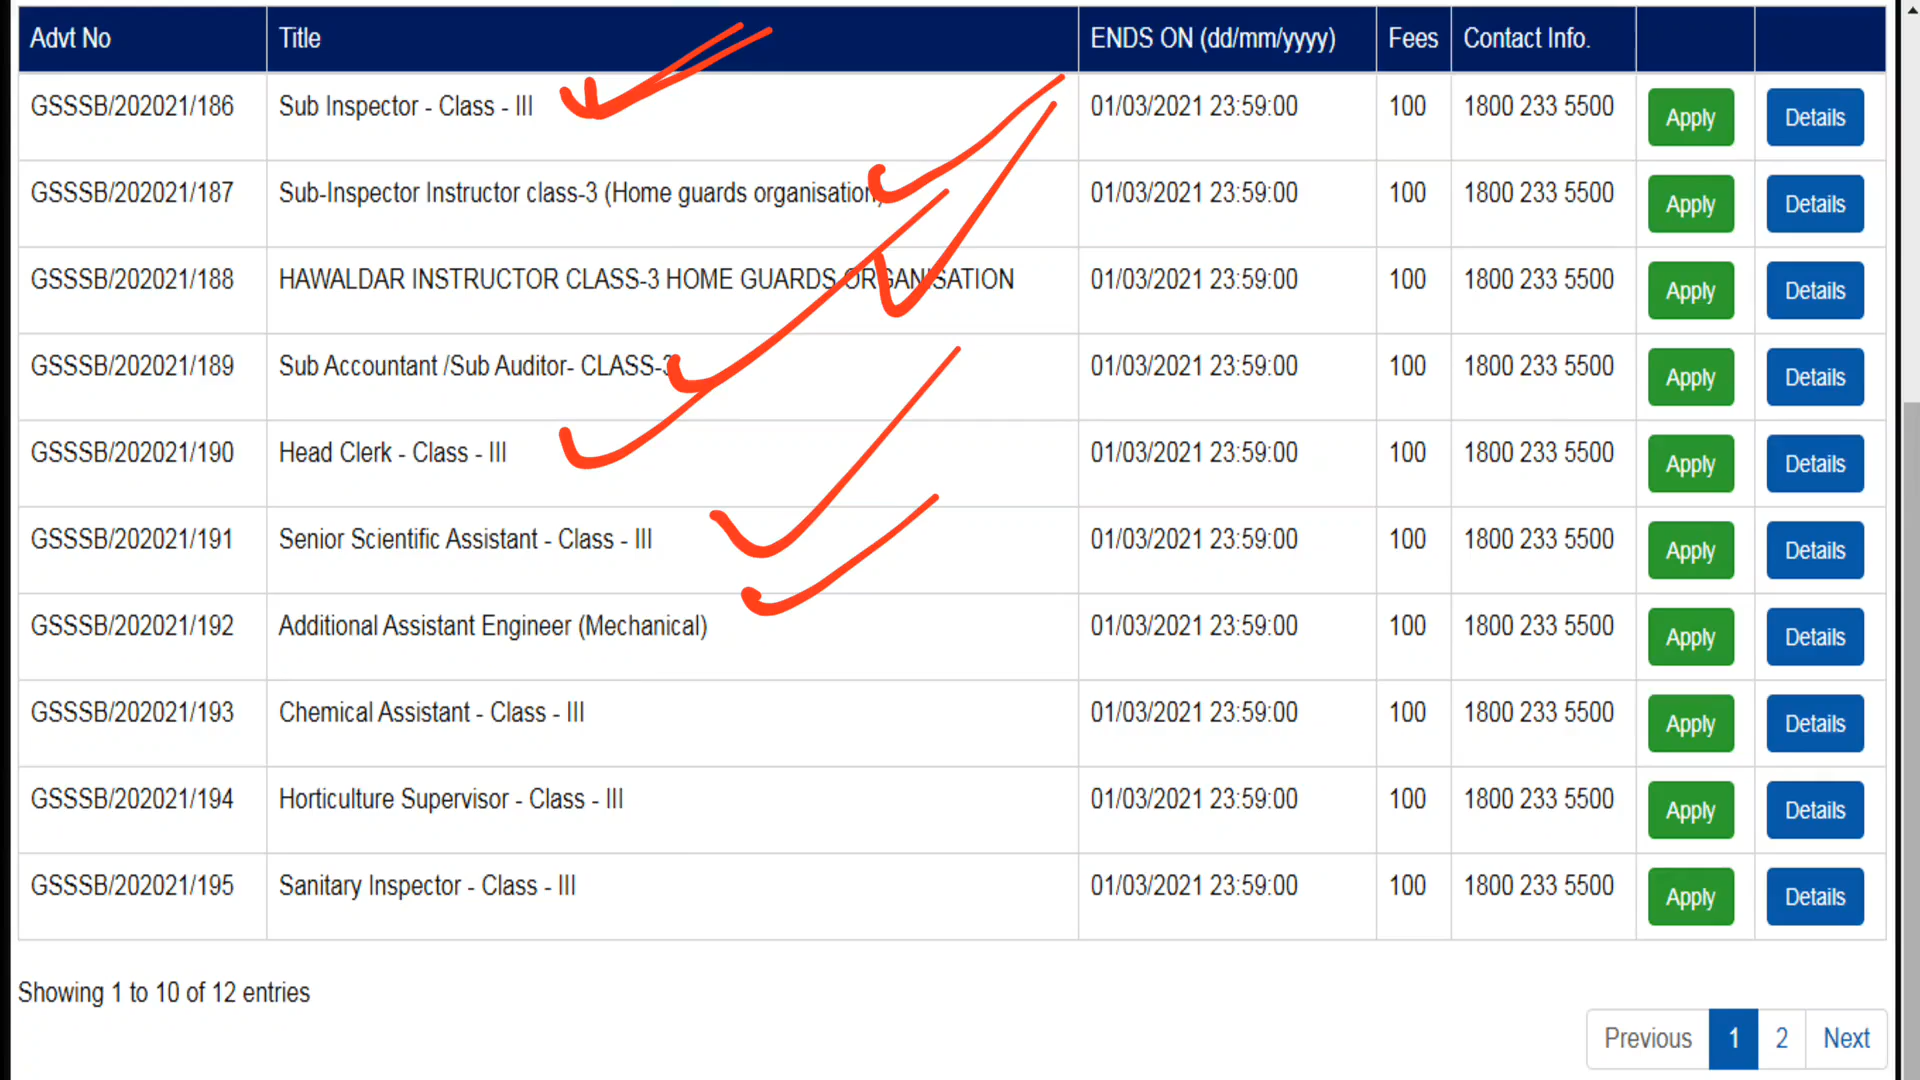 Advt No Title ENDS ON (dd/mm/yyyy) Fees Contact Info.
GSSSB/202021/186 Sub Inspector - Class - III 01/03/2021 23:59:00 100 1800 233 5500 Apply Details
GSSSB/202021/187 Sub-Inspector Instructor class-3 (Home guards organisation) 01/03/2021 23:59:00 100 1800 233 5500 Apply Details
GSSSB/202021/188 HAWALDAR INSTRUCTOR CLASS-3 HOME GUARDS ORGANISATION 01/03/2021 23:59:00 100 1800 233 5500 Apply Details
GSSSB/202021/189 Sub Accountant /Sub Auditor- CLASS-3 01/03/2021 23:59:00 100 1800 233 5500 Apply Details
GSSSB/202021/190 Head Clerk - Class - III 01/03/2021 23:59:00 100 1800 233 5500 Apply Details
GSSSB/202021/191 Senior Scientific Assistant - Class - III 01/03/2021 23:59:00 100 1800 233 5500 Apply Details
GSSSB/202021/192 Additional Assistant Engineer (Mechanical) 01/03/2021 23:59:00 100 1800 233 5500 Apply Details
GSSSB/202021/193 Chemical Assistant - Class - III 01/03/2021 23:59:00 100 1800 233 5500 Apply Details
GSSSB/202021/194 Horticulture Supervisor - Class - III 01/03/2021 23:59:00 100 1800 233 5500 Apply Details
GSSSB/202021/195 Sanitary Inspector - Class - III 01/03/2021 23:59:00 100 1800 233 5500 Apply Details
Showing 1 to 10 of 12 entries
Previous 1 2 Next